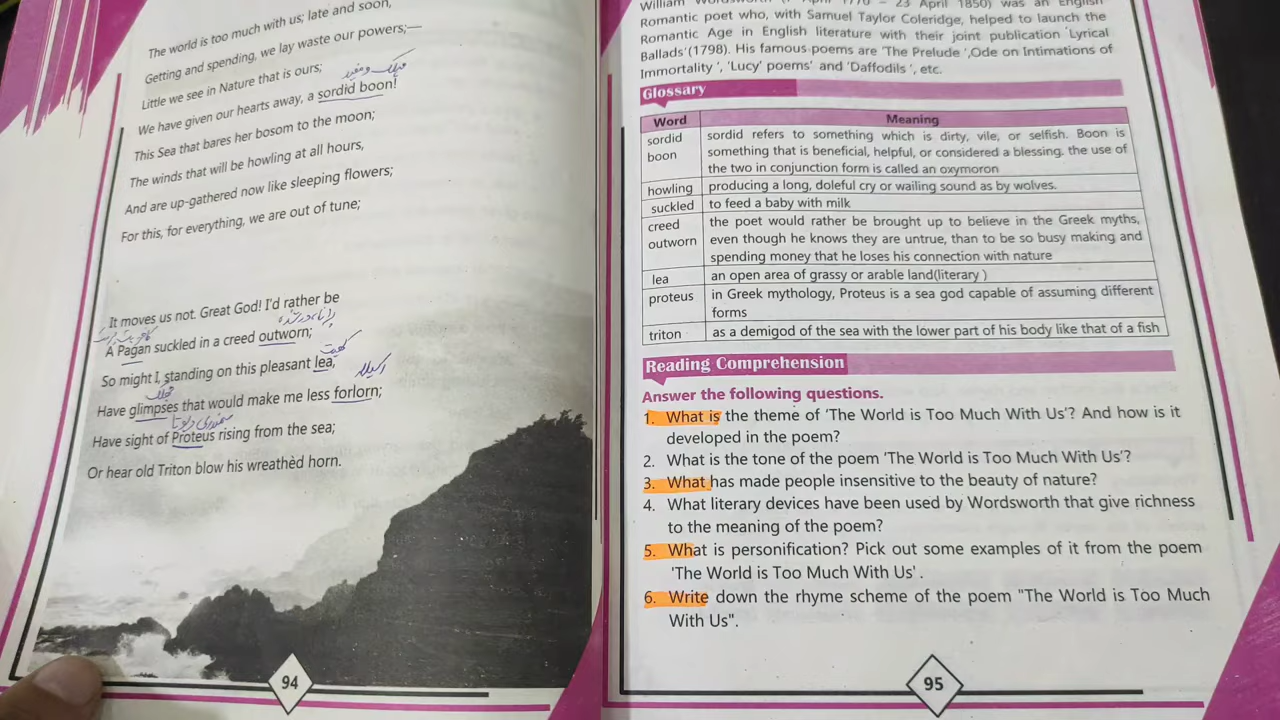 The world is too much with us; late and soon,
Getting and spending, we lay waste our powers;—
Little we see in Nature that is ours;
We have given our hearts away, a sordid boon!
This Sea that bares her bosom to the moon;
The winds that will be howling at all hours,
And are up-gathered now like sleeping flowers;
For this, for everything, we are out of tune;
It moves us not. Great God! I'd rather be
A Pagan suckled in a creed outworn;
So might I, standing on this pleasant lea,
Have glimpses that would make me less forlorn;
Have sight of Proteus rising from the sea;
Or hear old Triton blow his wreathèd horn.
94
William Wordsworth 1770 – 23 April 1850) was an English
Romantic poet who, with Samuel Taylor Coleridge, helped to launch the
Romantic Age in English literature with their joint publication 'Lyrical
Ballads'(1798). His famous poems are 'The Prelude ',Ode on Intimations of
Immortality ', 'Lucy' poems' and 'Daffodils ', etc.
Glossary
Word Meaning
sordid boon sordid refers to something which is dirty, vile, or selfish. Boon is
something that is beneficial, helpful, or considered a blessing. the use of
the two in conjunction form is called an oxymoron
howling producing a long, doleful cry or wailing sound as by wolves.
suckled to feed a baby with milk
creed outworn the poet would rather be brought up to believe in the Greek myths,
even though he knows they are untrue, than to be so busy making and
spending money that he loses his connection with nature
lea an open area of grassy or arable land(literary )
proteus in Greek mythology, Proteus is a sea god capable of assuming different
forms
triton as a demigod of the sea with the lower part of his body like that of a fish
Reading Comprehension
Answer the following questions.
1. What is the theme of 'The World is Too Much With Us'? And how is it
developed in the poem?
2. What is the tone of the poem 'The World is Too Much With Us'?
3. What has made people insensitive to the beauty of nature?
4. What literary devices have been used by Wordsworth that give richness
to the meaning of the poem?
5. What is personification? Pick out some examples of it from the poem
'The World is Too Much With Us' .
6. Write down the rhyme scheme of the poem "The World is Too Much
With Us".
95